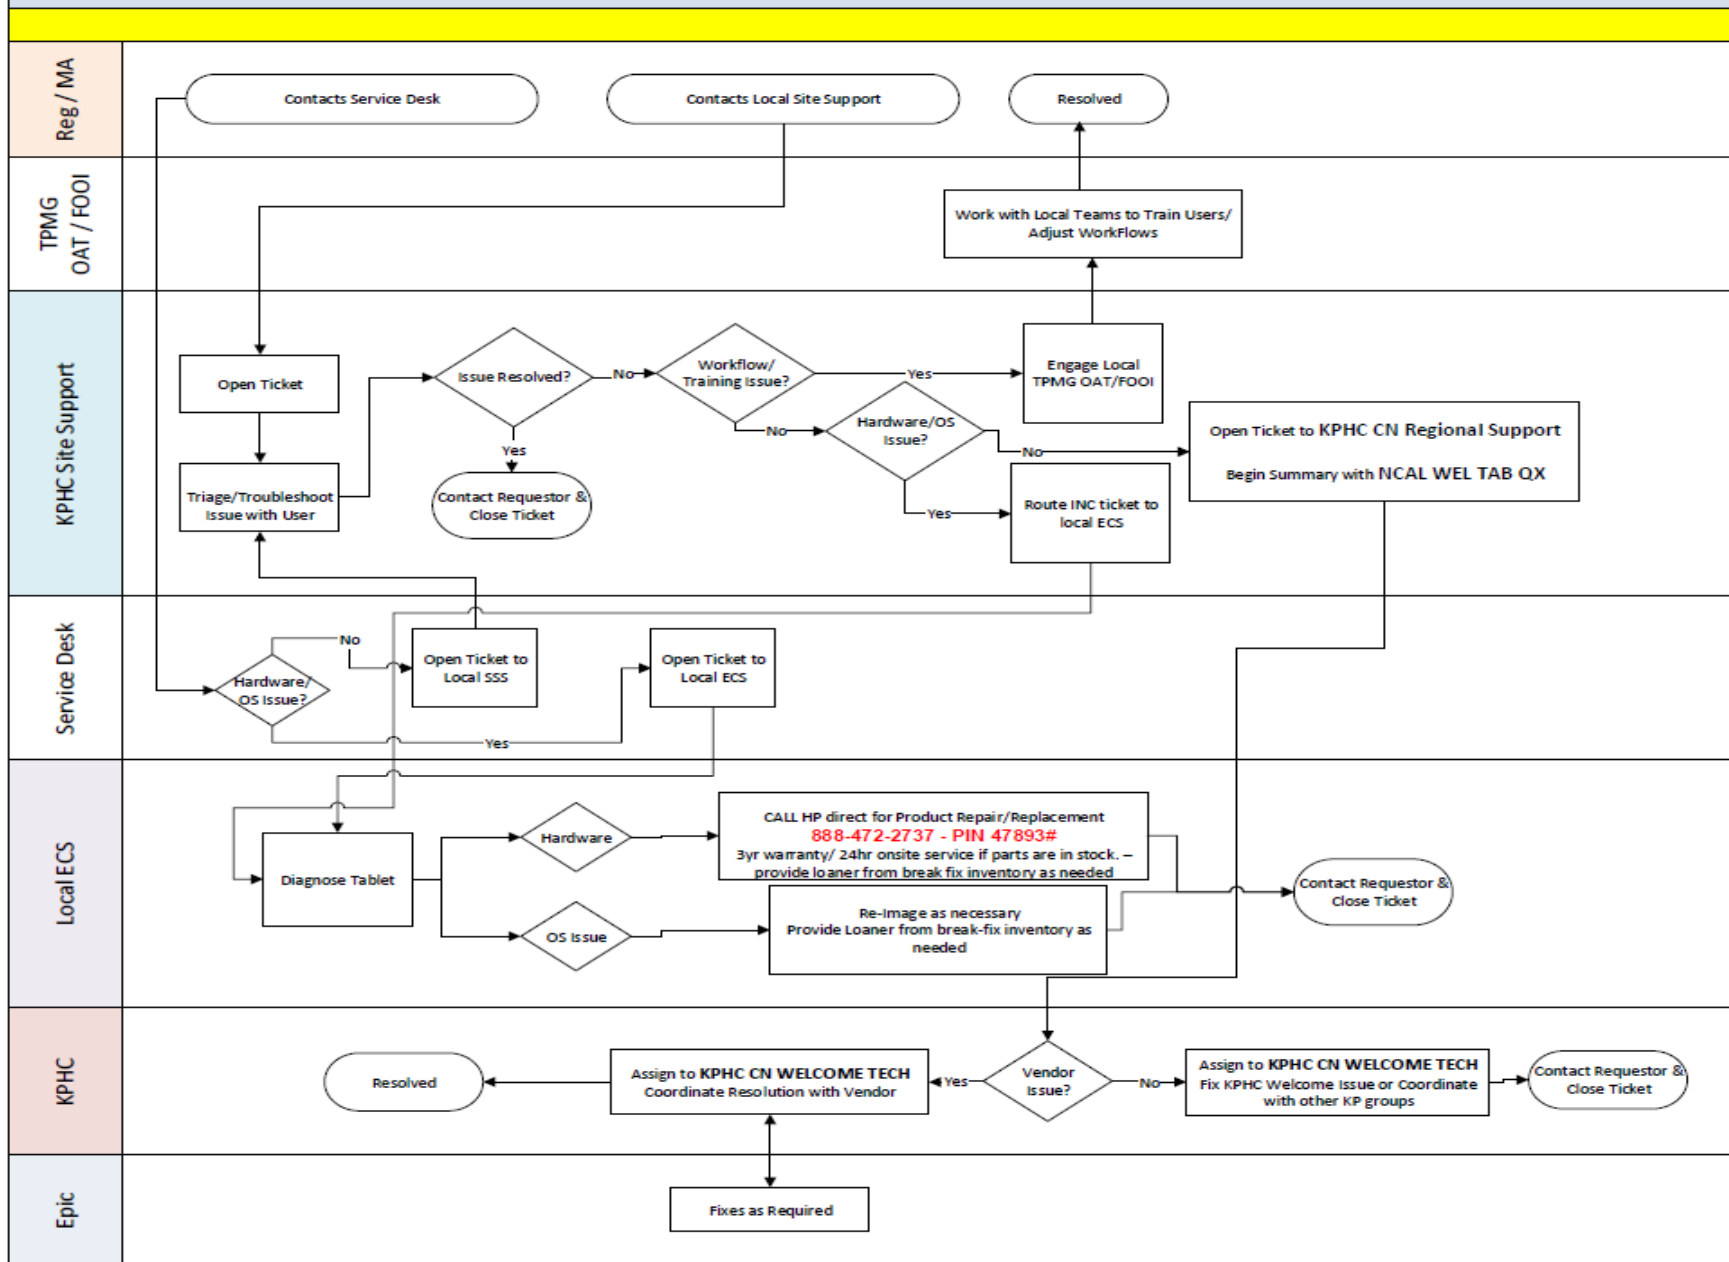 Reg / MA
Contacts Service Desk
Contacts Local Site Support
Resolved
TPMG
OAT / FOOI
Work with Local Teams to Train Users/
Adjust WorkFlows
KPHC Site Support
Open Ticket
Triage/Troubleshoot
Issue with User
Issue Resolved?
Yes
Contact Requestor &
Close Ticket
No
Workflow/
Training Issue?
Yes
No
Engage Local
TPMG OAT/FOOI
Hardware/OS
Issue?
No
Yes
Route INC ticket to
local ECS
Open Ticket to KPHC CN Regional Support
Begin Summary with NCAL WEL TAB QX
Service Desk
Hardware/
OS Issue?
No
Yes
Open Ticket to
Local SSS
Open Ticket to
Local ECS
Local ECS
Diagnose Tablet
Hardware
OS Issue
CALL HP direct for Product Repair/Replacement
888-472-2737 - PIN 47893#
3yr warranty/ 24hr onsite service if parts are in stock. –
provide loaner from break fix inventory as needed
Re-Image as necessary
Provide Loaner from break-fix inventory as
needed
Contact Requestor &
Close Ticket
KPHC
Resolved
Assign to KPHC CN WELCOME TECH
Coordinate Resolution with Vendor
Yes
Vendor
Issue?
No
Assign to KPHC CN WELCOME TECH
Fix KPHC Welcome Issue or Coordinate
with other KP groups
Contact Requestor &
Close Ticket
Epic
Fixes as Required